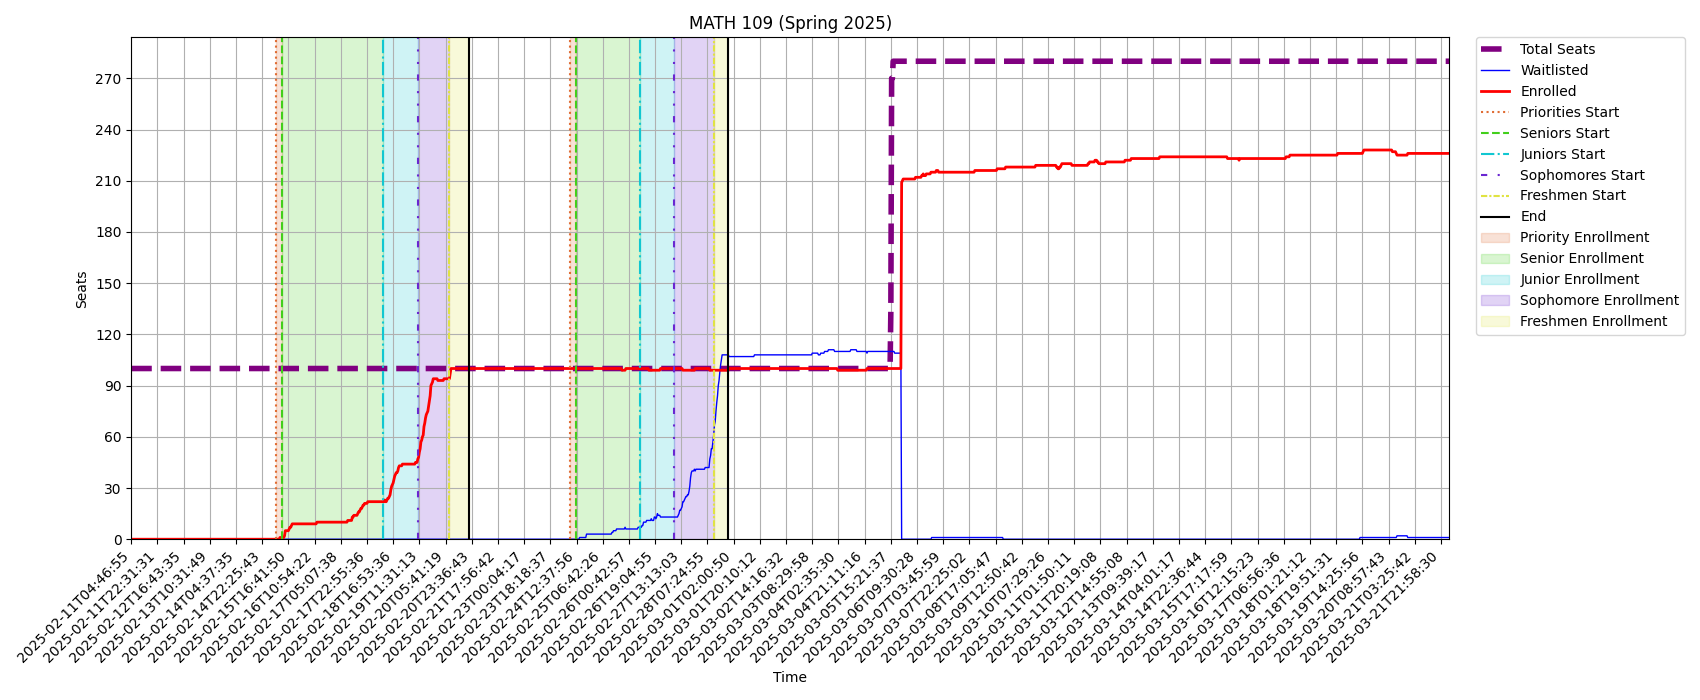 MATH 109 (Spring 2025)
Seats
270
240
210
180
150
120
90
60
30
0
2025-02-11T04:46:55
2025-02-11T22:31:31
2025-02-12T16:43:35
2025-02-13T10:31:49
2025-02-14T04:37:35
2025-02-14T22:25:43
2025-02-15T16:41:50
2025-02-16T10:54:22
2025-02-17T05:07:38
2025-02-17T22:55:36
2025-02-18T16:53:36
2025-02-19T11:31:13
2025-02-20T05:41:19
2025-02-20T23:36:43
2025-02-21T17:56:42
2025-02-23T00:04:17
2025-02-23T18:18:37
2025-02-24T12:37:56
2025-02-25T06:42:26
2025-02-26T00:42:57
2025-02-26T19:04:55
2025-02-27T13:13:03
2025-02-28T07:24:55
2025-03-01T02:00:50
2025-03-01T20:10:12
2025-03-02T14:16:32
2025-03-03T08:29:58
2025-03-04T02:35:30
2025-03-04T21:11:16
2025-03-05T15:21:37
2025-03-06T09:30:28
2025-03-07T03:45:59
2025-03-07T22:25:02
2025-03-08T17:05:47
2025-03-09T12:50:42
2025-03-10T07:29:26
2025-03-11T01:50:11
2025-03-11T20:19:08
2025-03-12T14:55:08
2025-03-13T09:39:17
2025-03-14T04:01:17
2025-03-14T22:36:44
2025-03-15T17:17:59
2025-03-16T12:15:23
2025-03-17T06:56:36
2025-03-18T01:21:12
2025-03-18T19:51:31
2025-03-19T14:25:56
2025-03-20T08:57:43
2025-03-21T03:25:42
2025-03-21T21:58:30
Time
Total Seats
Waitlisted
Enrolled
Priorities Start
Seniors Start
Juniors Start
Sophomores Start
Freshmen Start
End
Priority Enrollment
Senior Enrollment
Junior Enrollment
Sophomore Enrollment
Freshmen Enrollment